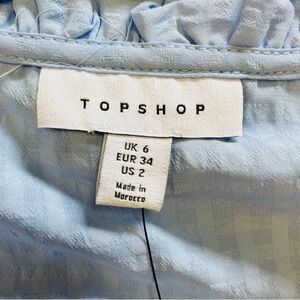 TOPSHOP
UK 6
EUR 34
US 2
Made in
Morocco